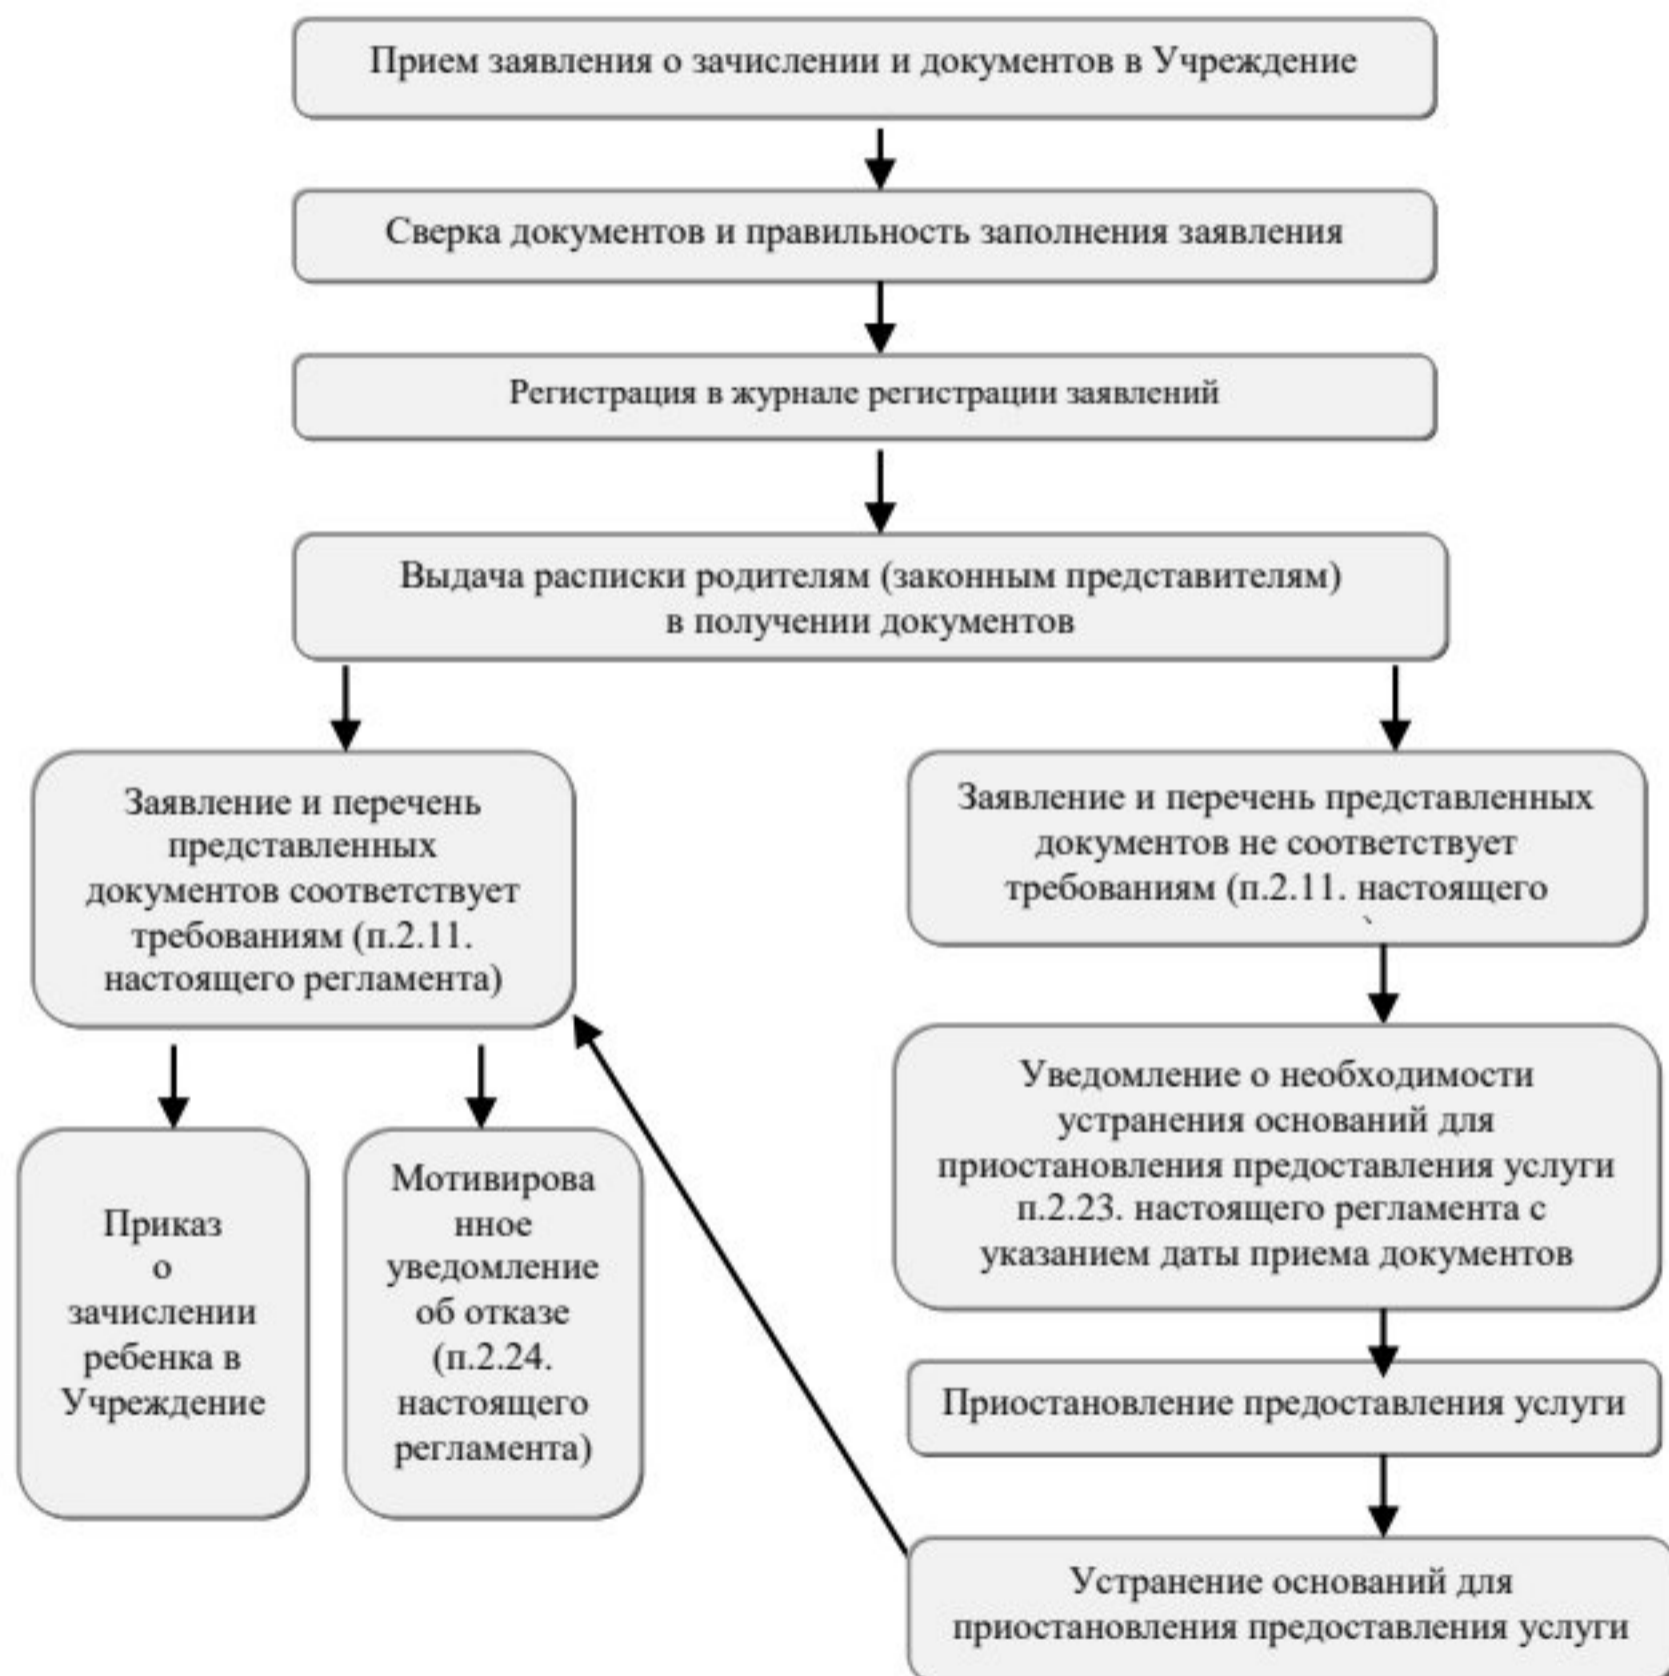 Прием заявления о зачислении и документов в Учреждение
Сверка документов и правильность заполнения заявления
Регистрация в журнале регистрации заявлений
Выдача расписки родителям (законным представителям)
в получении документов
Заявление и перечень
представленных
документов соответствует
требованиям (п.2.11.
настоящего регламента)
Заявление и перечень представленных
документов не соответствует
требованиям (п.2.11. настоящего
Приказ
о
зачислении
ребенка в
Учреждение
Мотивирова
нное
уведомление
об отказе
(п.2.24.
настоящего
регламента)
Уведомление о необходимости
устранения оснований для
приостановления предоставления услуги
п.2.23. настоящего регламента с
указанием даты приема документов
Приостановление предоставления услуги
Устранение оснований для
приостановления предоставления услуги